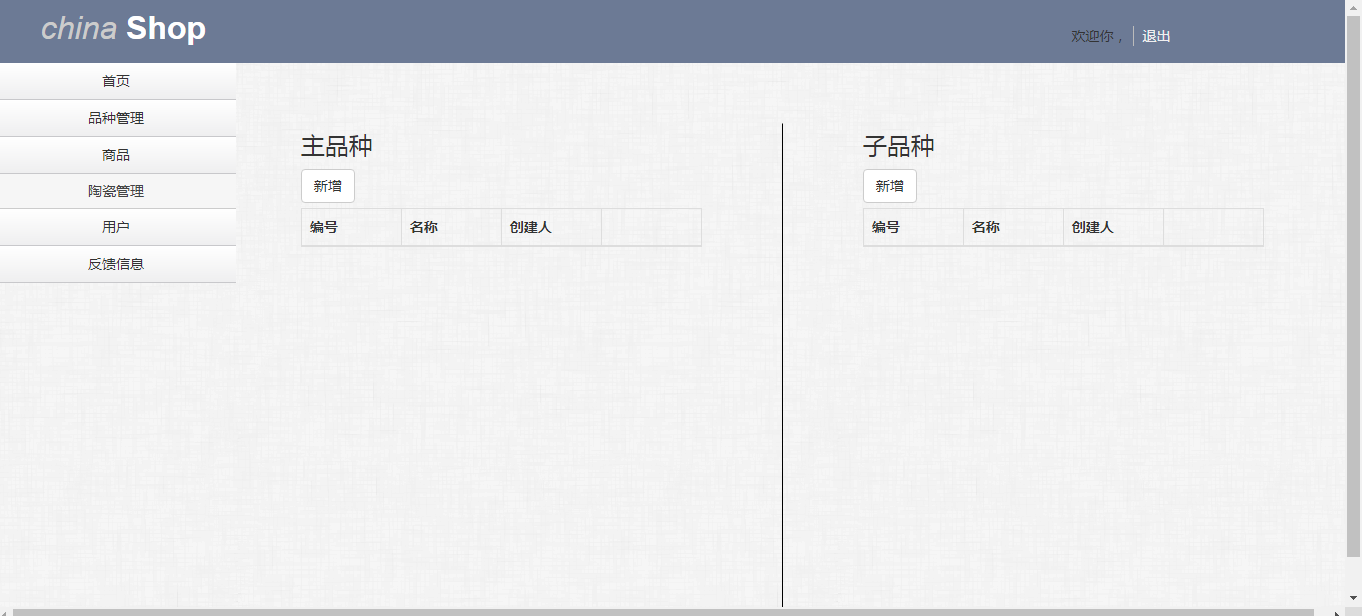 china Shop
欢迎你， 退出
首页
品种管理
商品
陶瓷管理
用户
反馈信息
主品种
新增
编号 名称 创建人
子品种
新增
编号 名称 创建人